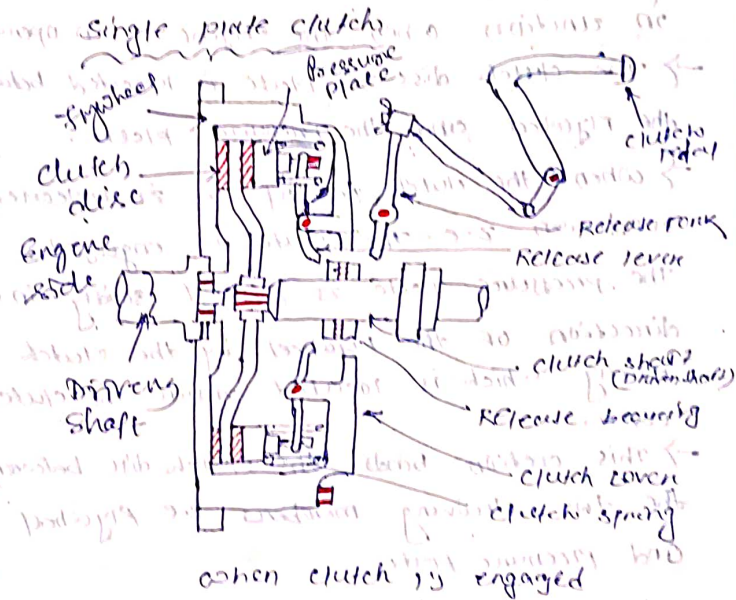 Single plate clutch
Pressure
plate
Flywheel
Clutch
disc
Engine
side
Driving
Shaft
Clutch
pedal
Release fork
Release lever
Clutch shaft
(Driven shaft)
Release bearing
Clutch cover
Clutch spring
When clutch is engaged